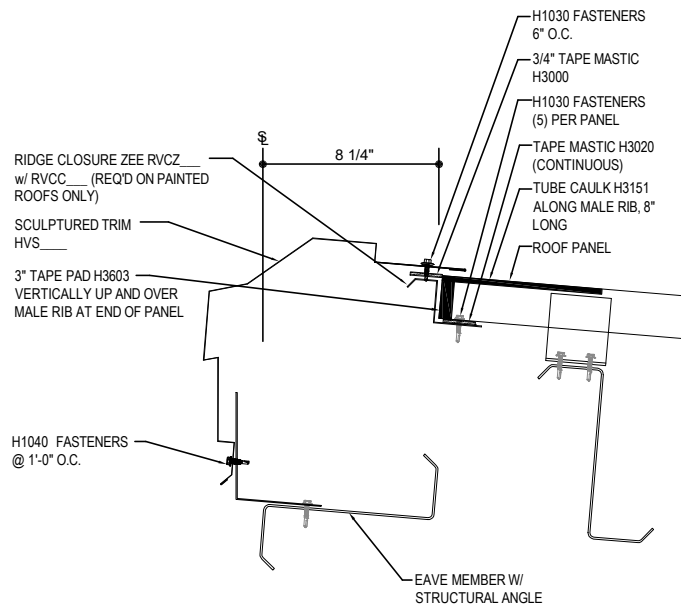 H1030 FASTENERS
6" O.C.
3/4" TAPE MASTIC
H3000
H1030 FASTENERS
(5) PER PANEL
TAPE MASTIC H3020
(CONTINUOUS)
TUBE CAULK H3151
ALONG MALE RIB, 8"
LONG
ROOF PANEL
℄
8 1/4"
RIDGE CLOSURE ZEE RVCZ___
w/ RVCC___ (REQ'D ON PAINTED
ROOFS ONLY)
SCULPTURED TRIM
HVS____
3" TAPE PAD H3603
VERTICALLY UP AND OVER
MALE RIB AT END OF PANEL
H1040 FASTENERS
@ 1'-0" O.C.
EAVE MEMBER W/
STRUCTURAL ANGLE